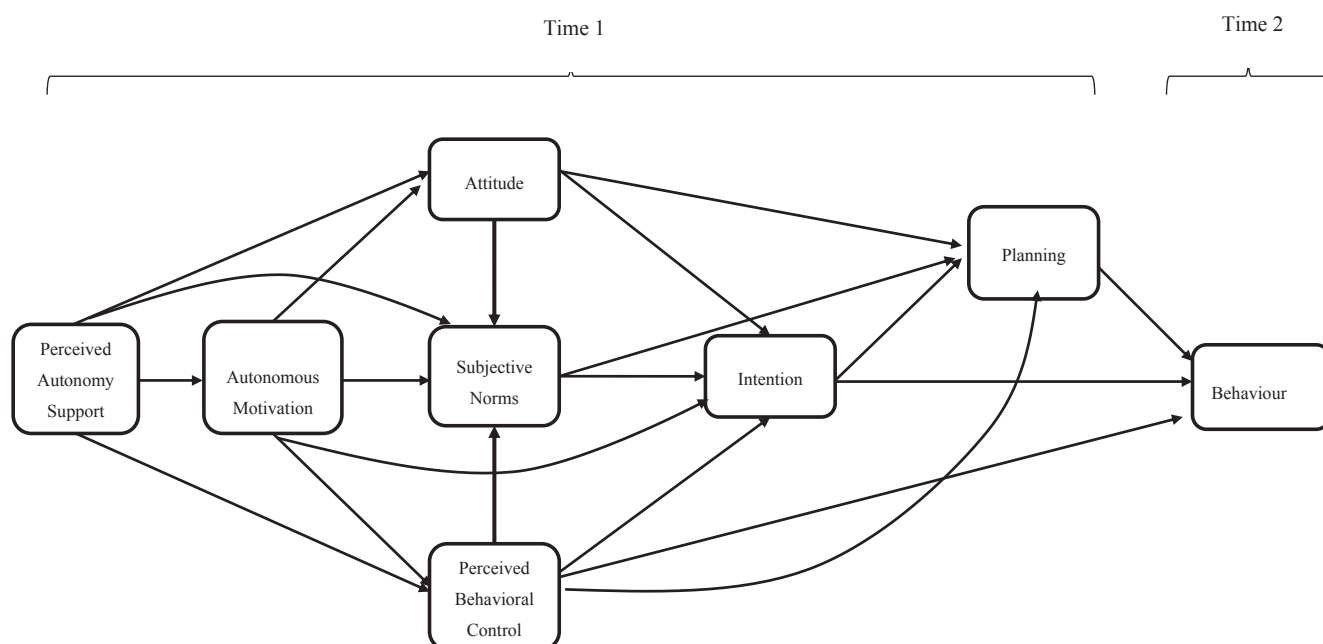 Time 1
Time 2
Attitude
Planning
Perceived
Autonomy
Support
Autonomous
Motivation
Subjective
Norms
Intention
Behaviour
Perceived
Behavioral
Control